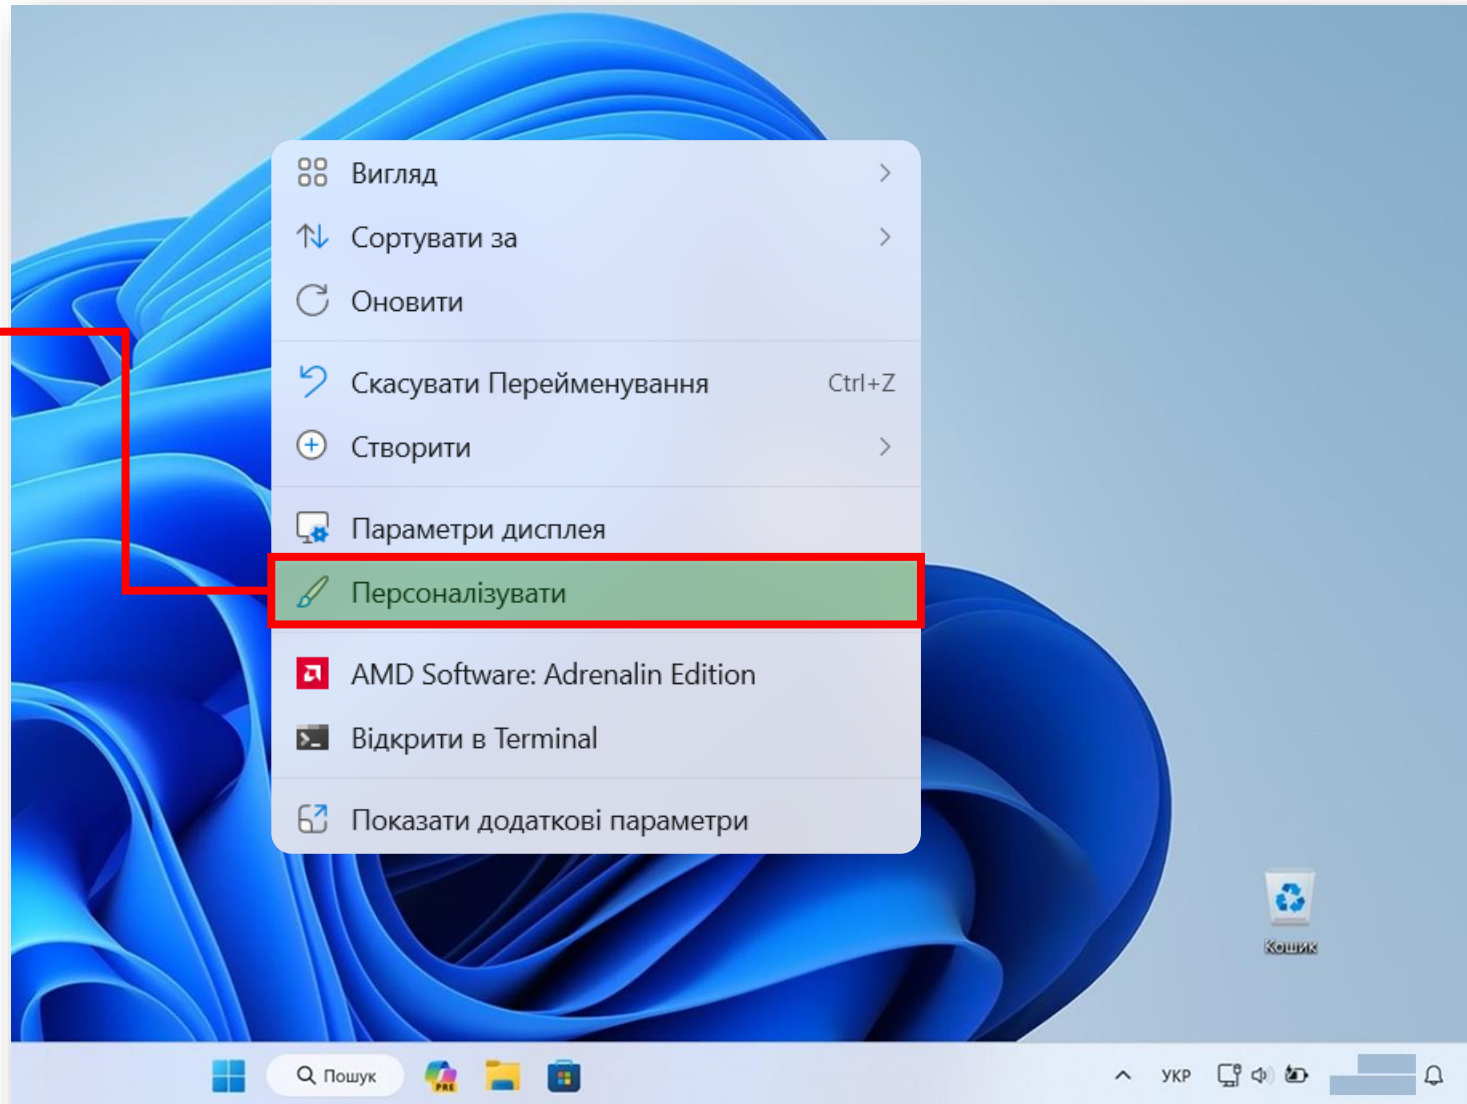 Вигляд
Сортувати за
Оновити
Скасувати Перейменування Ctrl+Z
Створити
Параметри дисплея
Персоналізувати
AMD Software: Adrenalin Edition
Відкрити в Terminal
Показати додаткові параметри
Кошик
Пошук PRE УКР